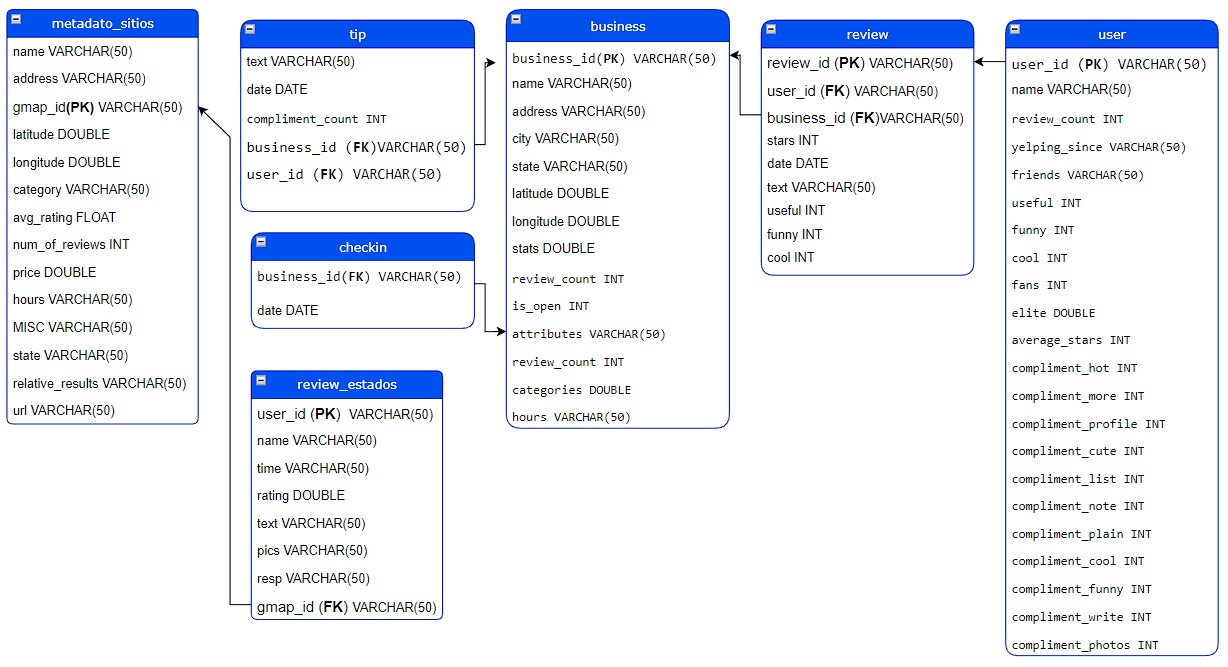 metadato_sitios
name VARCHAR(50)
address VARCHAR(50)
gmap_id(PK) VARCHAR(50)
latitude DOUBLE
longitude DOUBLE
category VARCHAR(50)
avg_rating FLOAT
num_of_reviews INT
price DOUBLE
hours VARCHAR(50)
MISC VARCHAR(50)
state VARCHAR(50)
relative_results VARCHAR(50)
url VARCHAR(50)
tip
text VARCHAR(50)
date DATE
compliment_count INT
business_id (FK)VARCHAR(50)
user_id (FK) VARCHAR(50)
checkin
business_id(FK) VARCHAR(50)
date DATE
review_estados
user_id (PK) VARCHAR(50)
name VARCHAR(50)
time VARCHAR(50)
rating DOUBLE
text VARCHAR(50)
pics VARCHAR(50)
resp VARCHAR(50)
gmap_id (FK) VARCHAR(50)
business
business_id(PK) VARCHAR(50)
name VARCHAR(50)
address VARCHAR(50)
city VARCHAR(50)
state VARCHAR(50)
latitude DOUBLE
longitude DOUBLE
stats DOUBLE
review_count INT
is_open INT
attributes VARCHAR(50)
review_count INT
categories DOUBLE
hours VARCHAR(50)
review
review_id (PK) VARCHAR(50)
user_id (FK) VARCHAR(50)
business_id (FK)VARCHAR(50)
stars INT
date DATE
text VARCHAR(50)
useful INT
funny INT
cool INT
user
user_id (PK) VARCHAR(50)
name VARCHAR(50)
review_count INT
yelping_since VARCHAR(50)
friends VARCHAR(50)
useful INT
funny INT
cool INT
fans INT
elite DOUBLE
average_stars INT
compliment_hot INT
compliment_more INT
compliment_profile INT
compliment_cute INT
compliment_list INT
compliment_note INT
compliment_plain INT
compliment_cool INT
compliment_funny INT
compliment_write INT
compliment_photos INT